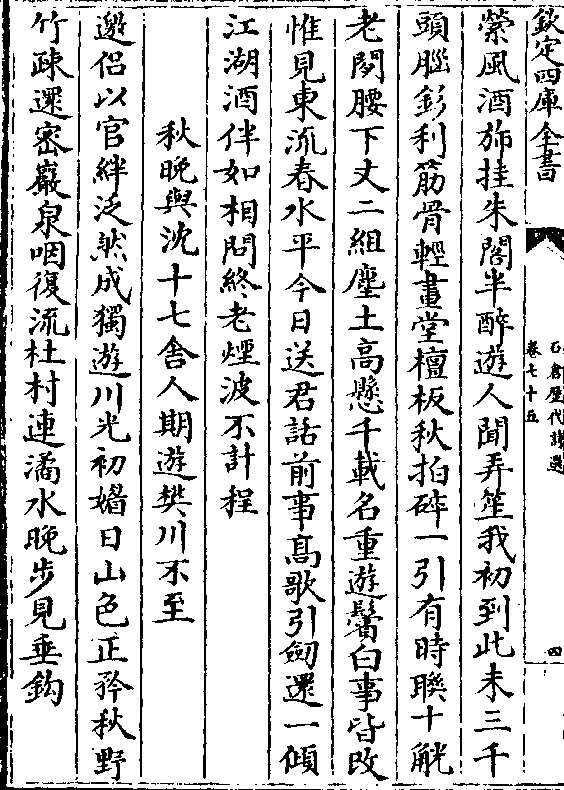 欽定四庫全書
石倉歷代詩選
卷七十五
四
縈風酒斾挂朱閣半醉遊人聞弄笙我初到此未三千
頭腦釤利筋骨輕畫堂檀板秋拍碎一引有時聯十觥
老閱腰下丈二組塵土高懸千載名重遊鬢白事皆改
惟見東流春水平今日送君話前事髙歌引劒還一傾
江湖酒伴如相問終老煙波不計程
秋晚與沈十七舎人期遊樊川不至
邀侶以官絆泛然成獨遊川光初媚日山色正矜秋野
竹疎還密巖泉咽復流杜村連潏水晚步見垂鈎